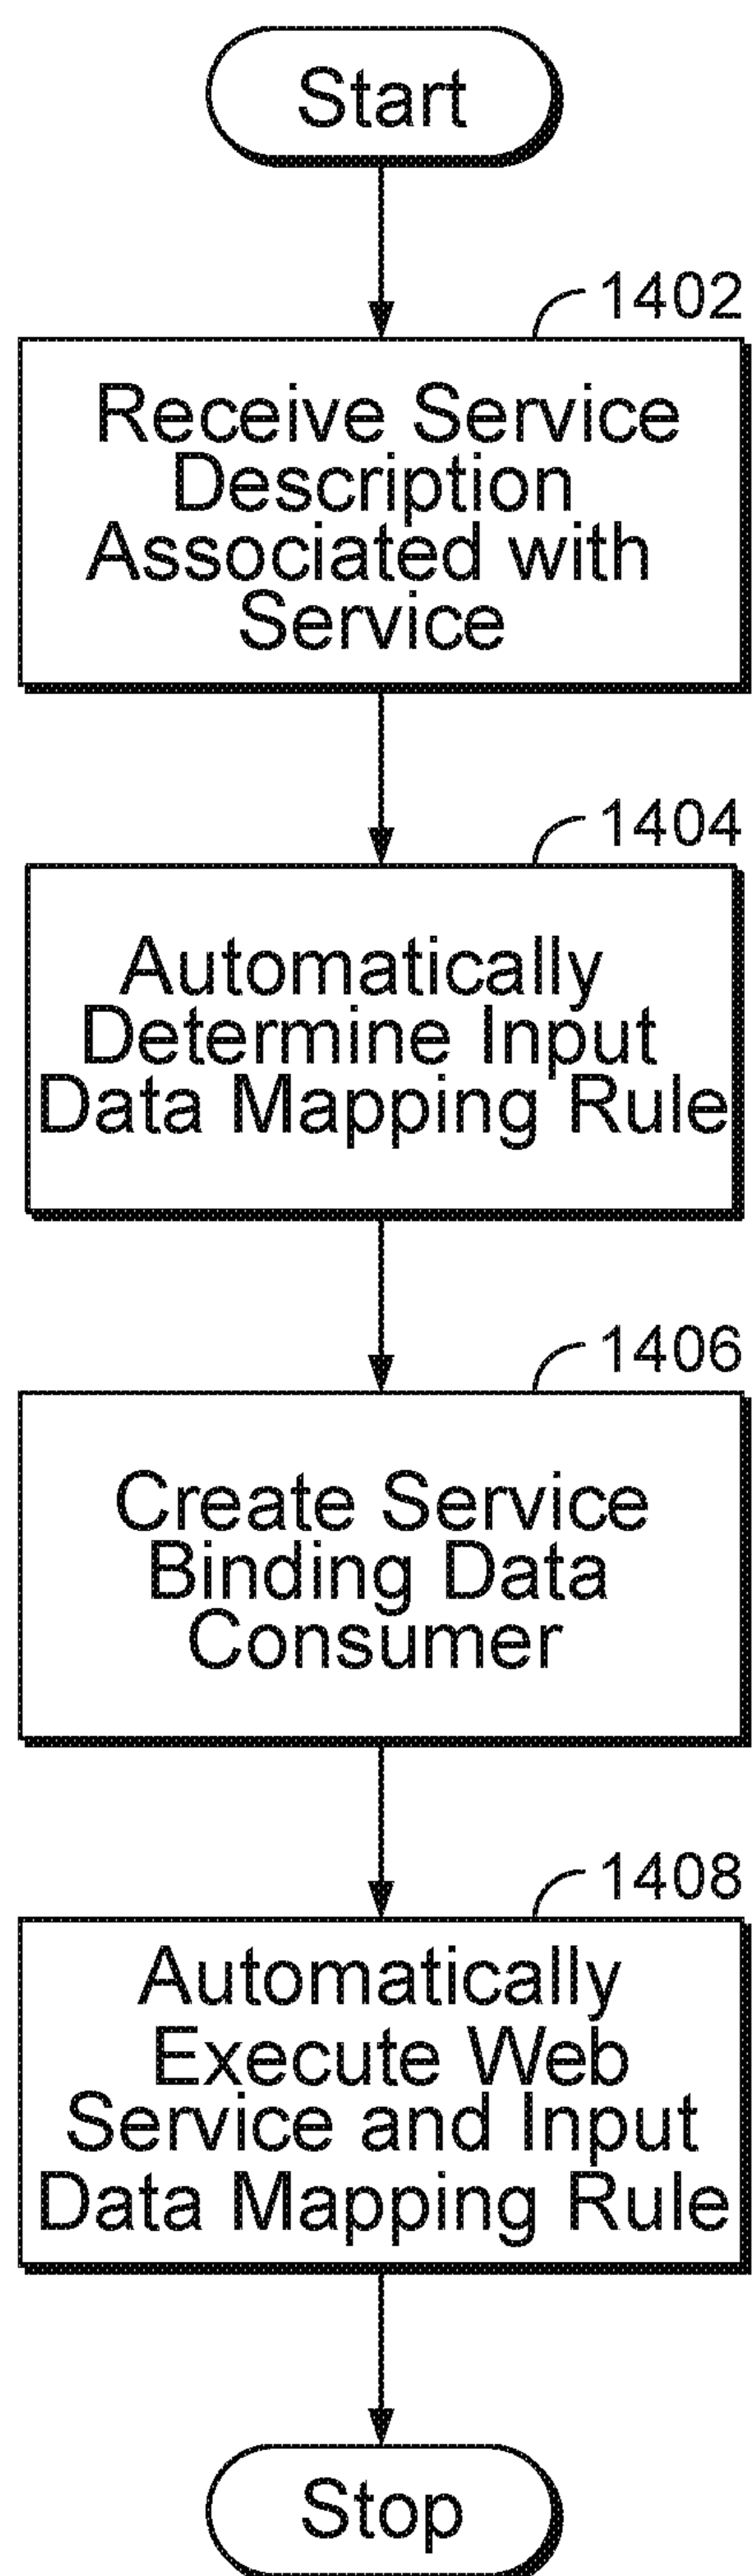 Start
1402
Receive Service
Description
Associated with
Service
1404
Automatically
Determine Input
Data Mapping Rule
1406
Create Service
Binding Data
Consumer
1408
Automatically
Execute Web
Service and Input
Data Mapping Rule
Stop